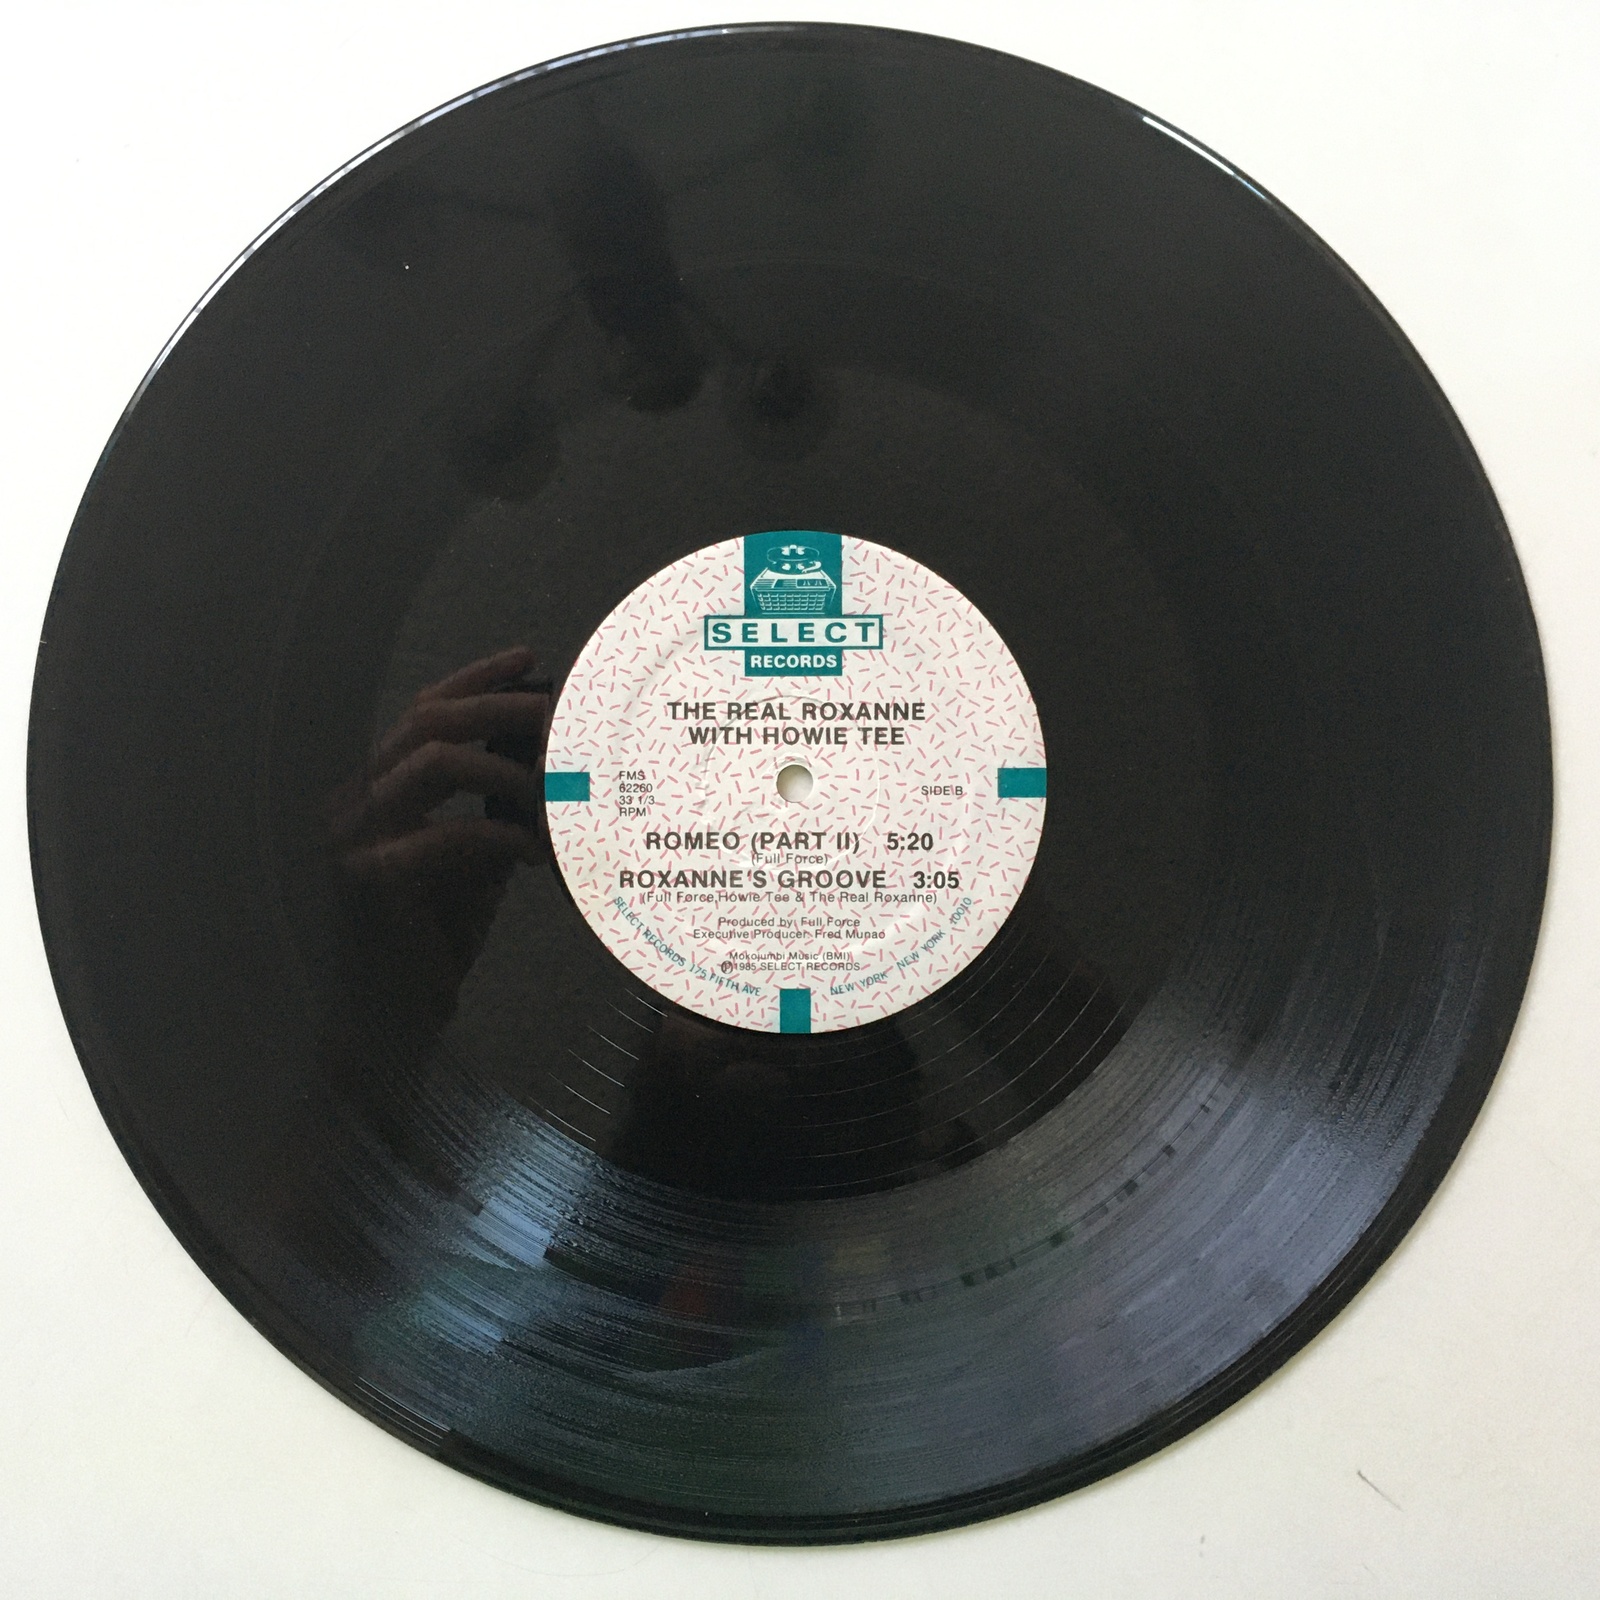 SELECT
RECORDS
THE REAL ROXANNE
WITH HOWIE TEE
FMS
62260
33 1/3
RPM
SIDE B
ROMEO (PART II) 5:20
(Full Force)
ROXANNE'S GROOVE 3:05
(Full Force,Howie Tee & The Real Roxanne)
Produced by: Full Force
Executive Producer: Fred Munao
Mokojumbi Music (BMI)
Ⓟ1985 SELECT RECORDS
SELECT RECORDS 175 FIFTH AVE NEW YORK NEW YORK 10010